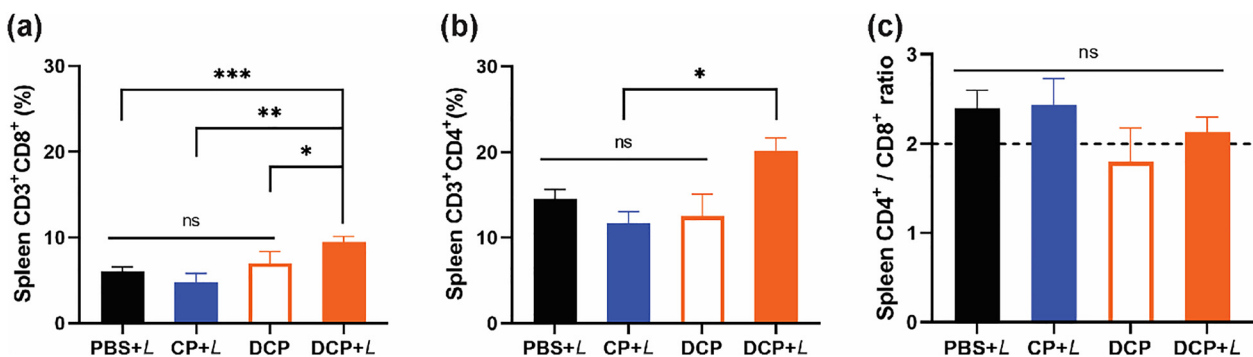 (a)
Spleen CD3⁺CD8⁺ (%)
30
20
10
0
***
**
*
ns
PBS+L CP+L DCP DCP+L
(b)
Spleen CD3⁺CD4⁺(%)
30
20
10
0
*
ns
PBS+L CP+L DCP DCP+L
(c)
Spleen CD4⁺ / CD8⁺ ratio
3
2
1
0
ns
PBS+L CP+L DCP DCP+L